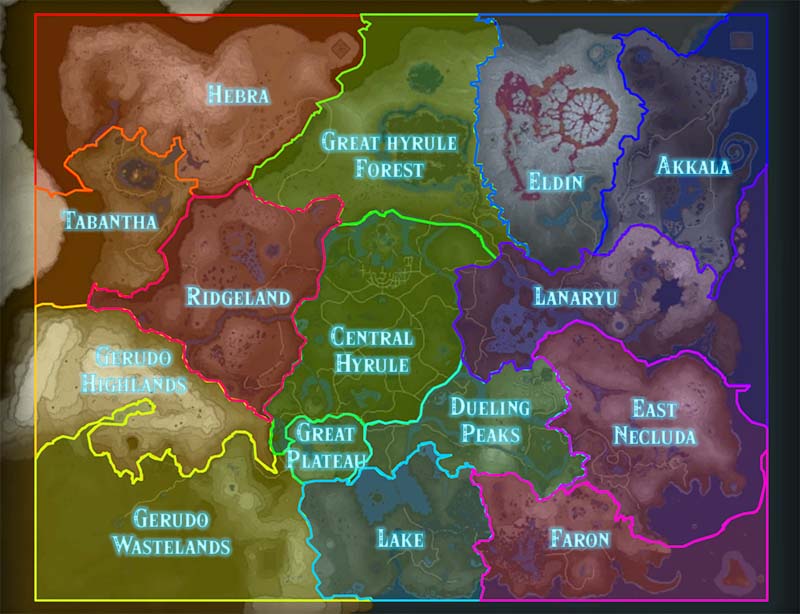 Hebra
Great hyrule
Forest
Eldin
Akkala
Tabantha
Ridgeland
Lanaryu
Gerudo
Highlands
Central
Hyrule
Dueling
Peaks
East
Necluda
Great
Plateau
Gerudo
Wastelands
Lake
Faron